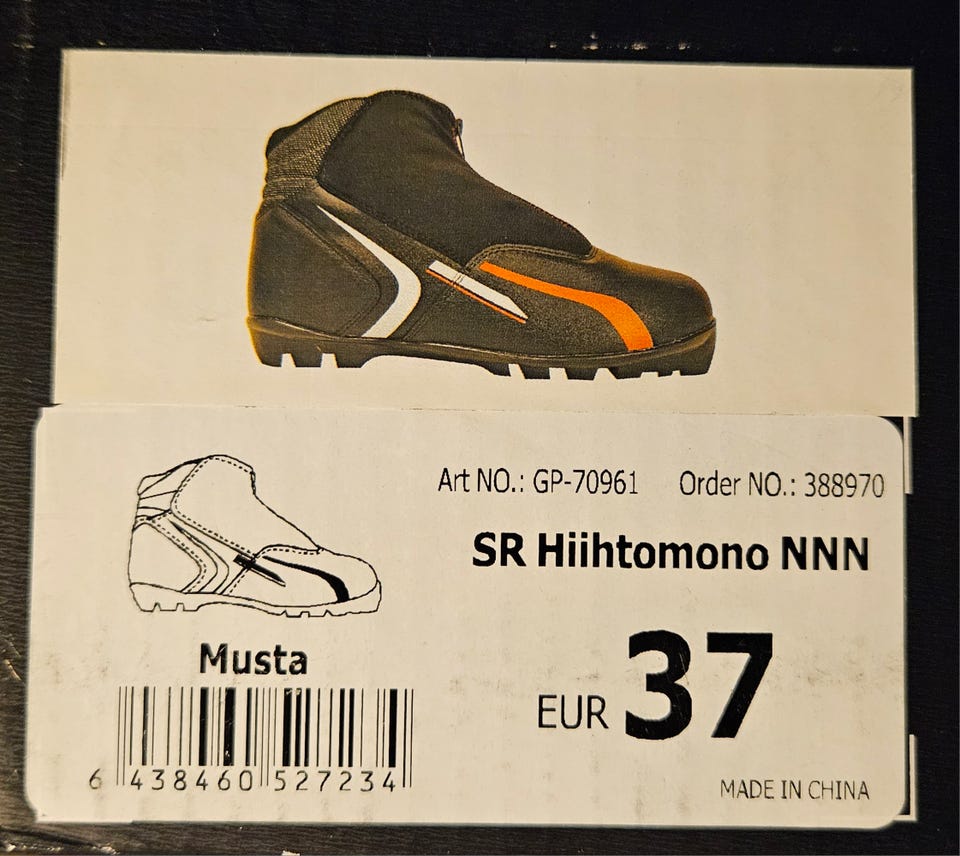 Art NO.: GP-70961 Order NO.: 388970
SR Hiihtomono NNN
Musta
EUR 37
6 438460 527234
MADE IN CHINA